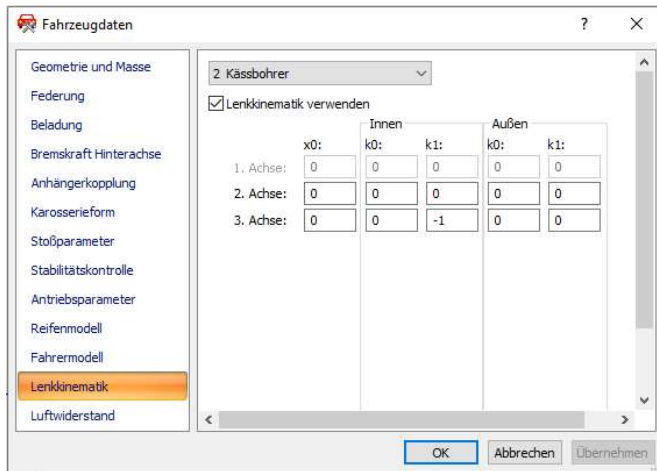 Fahrzeugdaten
?
Geometrie und Masse
Federung
Beladung
Bremskraft Hinterachse
Anhängerkopplung
Karosserieform
Stoßparameter
Stabilitätskontrolle
Antriebsparameter
Reifenmodell
Fahrermodell
Lenkkinematik
Luftwiderstand
2 Kässbohrer
Lenkkinematik verwenden
Innen Außen
x0: k0: k1: k0: k1:
1. Achse: 0 0 0 0 0
2. Achse: 0 0 0 0 0
3. Achse: 0 0 -1 0 0
OK Abbrechen Übernehmen